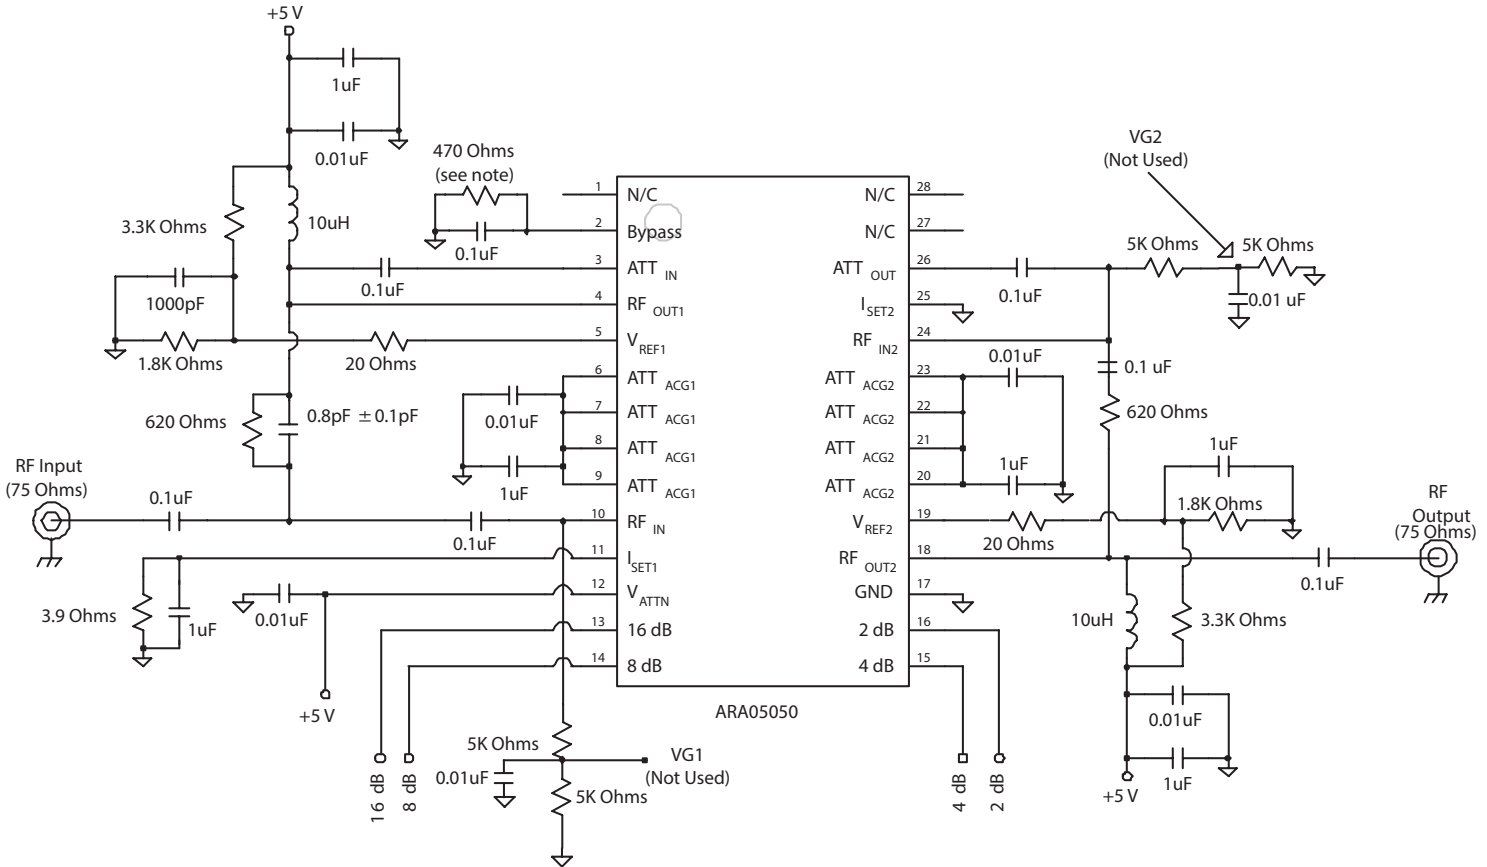 +5 V
1uF
0.01uF
3.3K Ohms
10uH
1000pF
0.1uF
1.8K Ohms
20 Ohms
620 Ohms
0.8pF ± 0.1pF
RF Input
(75 Ohms)
0.1uF
0.1uF
3.9 Ohms
1uF
0.01uF
+5 V
470 Ohms
(see note)
0.1uF
0.01uF
1uF
1 N/C
2 Bypass
3 ATT IN
4 RF OUT1
5 VREF1
6 ATT ACG1
7 ATT ACG1
8 ATT ACG1
9 ATT ACG1
10 RF IN
11 ISET1
12 VATTN
13 16 dB
14 8 dB
N/C 28
N/C 27
ATT OUT 26
ISET2 25
RF IN2 24
ATT ACG2 23
ATT ACG2 22
ATT ACG2 21
ATT ACG2 20
VREF2 19
RF OUT2 18
GND 17
2 dB 16
4 dB 15
ARA05050
16 dB
8 dB
5K Ohms
0.01uF
5K Ohms
VG1
(Not Used)
4 dB
2 dB
VG2
(Not Used)
5K Ohms
5K Ohms
0.1uF
0.01 uF
0.01uF
0.1 uF
620 Ohms
1uF
1uF
1.8K Ohms
20 Ohms
RF
Output
(75 Ohms)
0.1uF
10uH
3.3K Ohms
0.01uF
1uF
+5 V